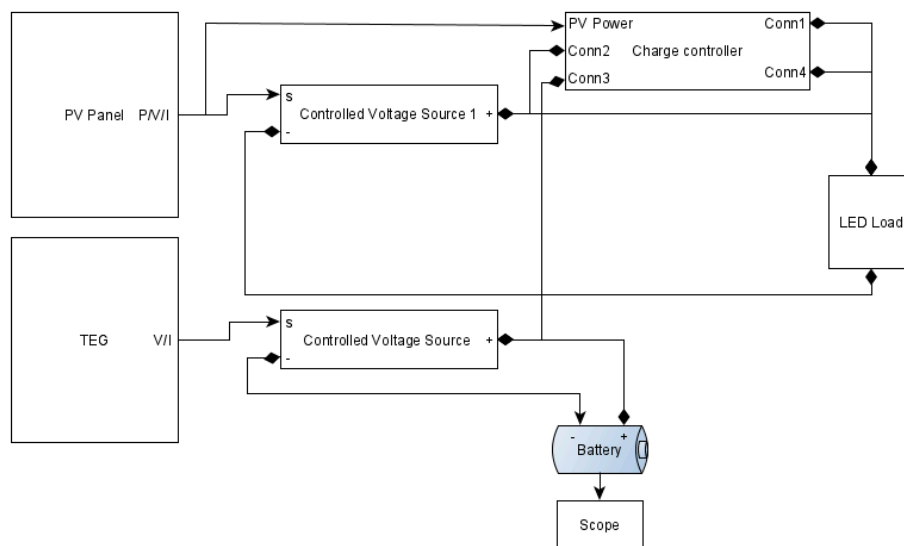 PV Panel P/V/I
s
Controlled Voltage Source 1 +
-
PV Power Conn1
Conn2 Charge controller
Conn3 Conn4
LED Load
TEG V/I
s
Controlled Voltage Source +
-
- +
Battery
Scope